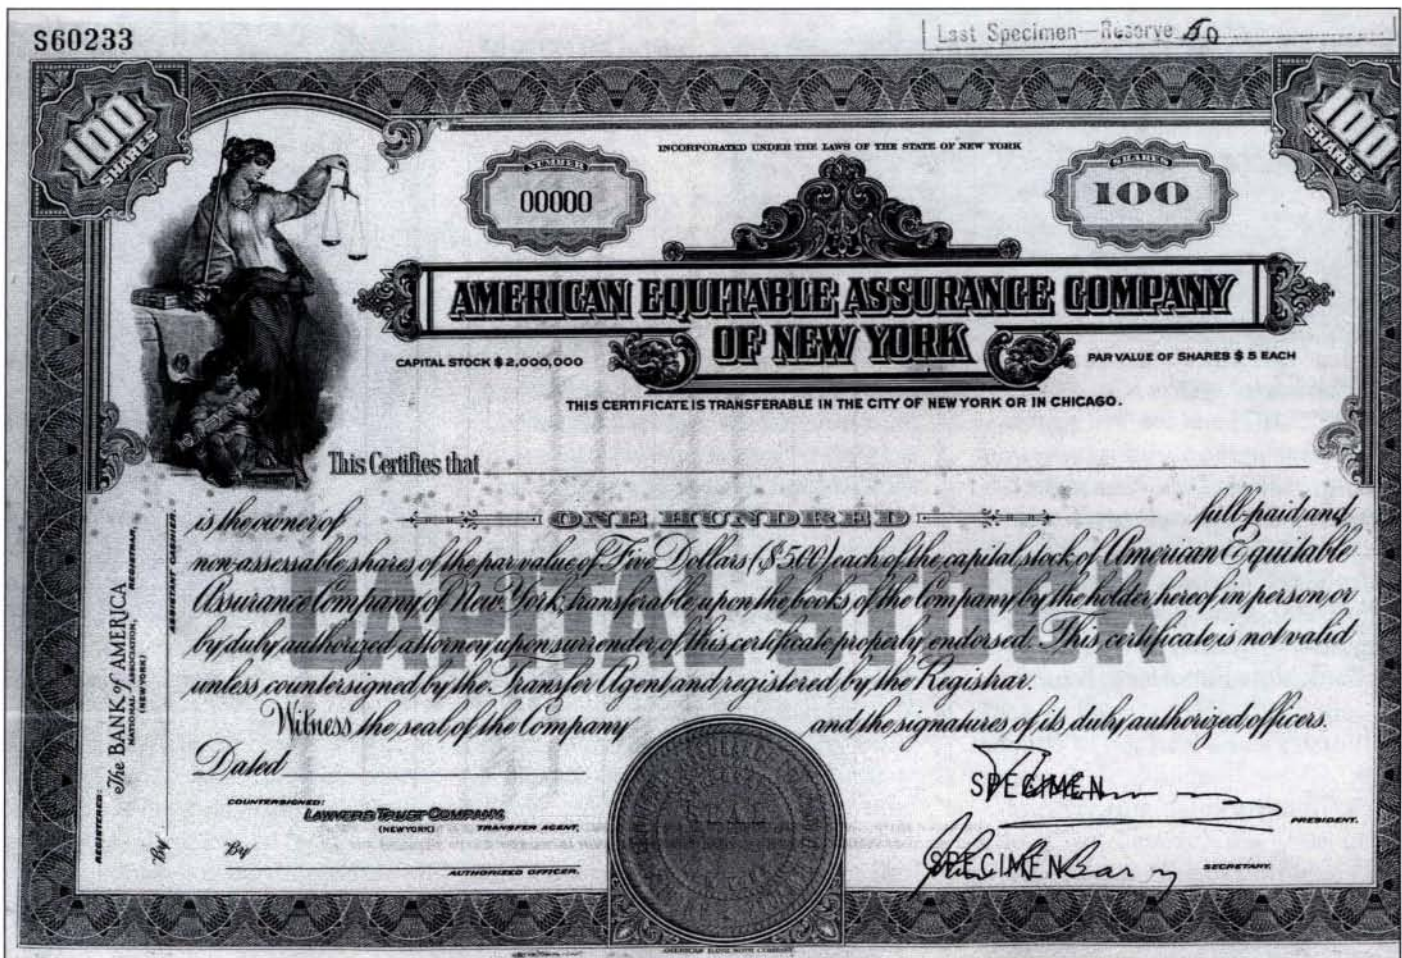 S60233
Last Specimen—Reserve
100
SHARES
100
SHARES
INCORPORATED UNDER THE LAWS OF THE STATE OF NEW YORK
NUMBER
00000
SHARES
100
AMERICAN EQUITABLE ASSURANCE COMPANY
OF NEW YORK
CAPITAL STOCK $2,000,000
PAR VALUE OF SHARES $5 EACH
THIS CERTIFICATE IS TRANSFERABLE IN THE CITY OF NEW YORK OR IN CHICAGO.
This Certifies that
is the owner of ONE HUNDRED full-paid and
non-assessable shares of the par value of Five Dollars ($500) each of the capital stock of American Equitable
Assurance Company of New York, transferable upon the books of the Company by the holder hereof in person, or
by duly authorized attorney upon surrender of this certificate properly endorsed. This certificate is not valid
unless countersigned by the Transfer Agent and registered by the Registrar.
CAPITAL STOCK
Witness the seal of the Company and the signatures of its duly authorized officers.
Dated
COUNTERSIGNED:
LAWYERS TRUST COMPANY,
(NEW YORK) TRANSFER AGENT,
By
AUTHORIZED OFFICER.
SEAL
SPECIMEN
PRESIDENT.
SPECIMEN
SECRETARY.
REGISTERED:
The BANK of AMERICA
NATIONAL ASSOCIATION, REGISTRAR,
(NEW YORK)
By
ASSISTANT CASHIER.
AMERICAN BANK NOTE COMPANY.